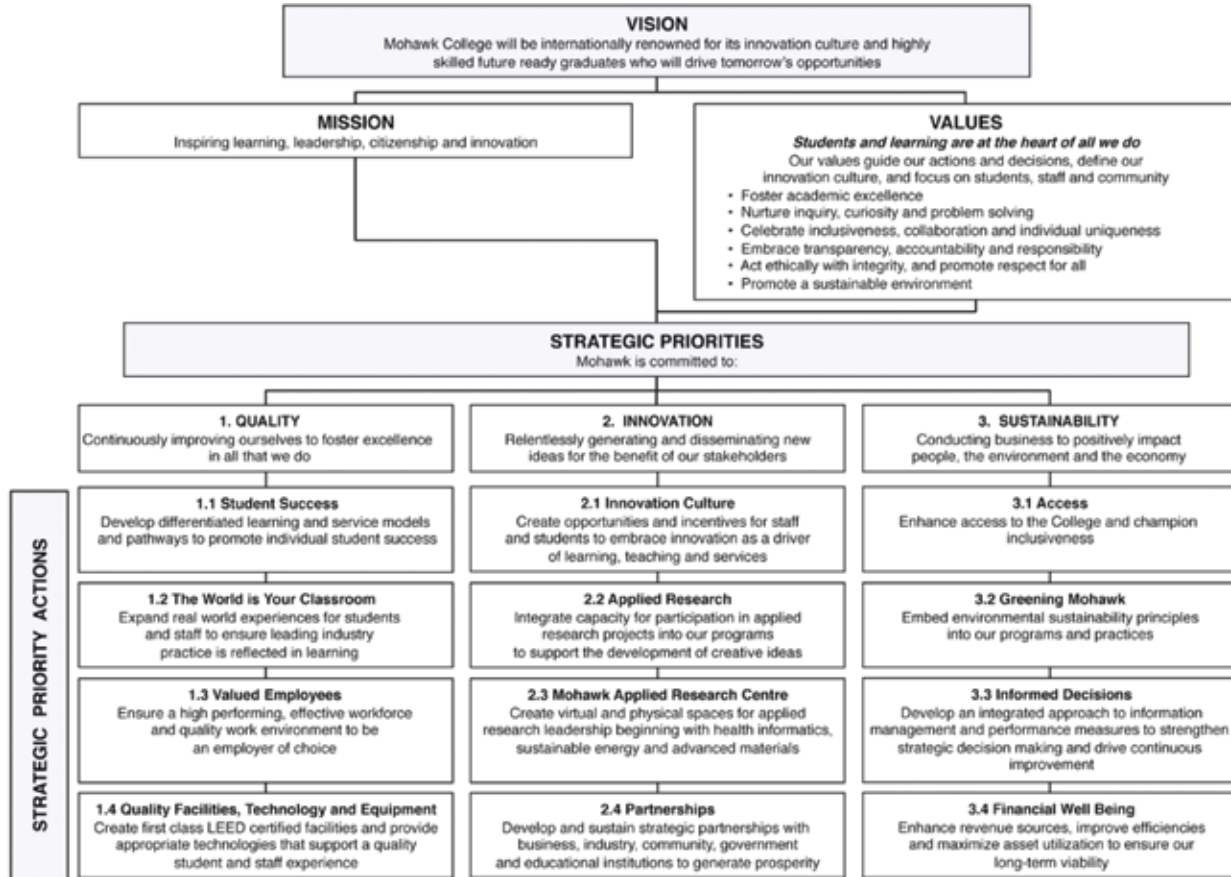 VISION
Mohawk College will be internationally renowned for its innovation culture and highly
skilled future ready graduates who will drive tomorrow's opportunities
MISSION
Inspiring learning, leadership, citizenship and innovation
VALUES
Students and learning are at the heart of all we do
Our values guide our actions and decisions, define our
innovation culture, and focus on students, staff and community
• Foster academic excellence
• Nurture inquiry, curiosity and problem solving
• Celebrate inclusiveness, collaboration and individual uniqueness
• Embrace transparency, accountability and responsibility
• Act ethically with integrity, and promote respect for all
• Promote a sustainable environment
STRATEGIC PRIORITIES
Mohawk is committed to:
1. QUALITY
Continuously improving ourselves to foster excellence
in all that we do
2. INNOVATION
Relentlessly generating and disseminating new
ideas for the benefit of our stakeholders
3. SUSTAINABILITY
Conducting business to positively impact
people, the environment and the economy
STRATEGIC PRIORITY ACTIONS
1.1 Student Success
Develop differentiated learning and service models
and pathways to promote individual student success
2.1 Innovation Culture
Create opportunities and incentives for staff
and students to embrace innovation as a driver
of learning, teaching and services
3.1 Access
Enhance access to the College and champion
inclusiveness
1.2 The World is Your Classroom
Expand real world experiences for students
and staff to ensure leading industry
practice is reflected in learning
2.2 Applied Research
Integrate capacity for participation in applied
research projects into our programs
to support the development of creative ideas
3.2 Greening Mohawk
Embed environmental sustainability principles
into our programs and practices
1.3 Valued Employees
Ensure a high performing, effective workforce
and quality work environment to be
an employer of choice
2.3 Mohawk Applied Research Centre
Create virtual and physical spaces for applied
research leadership beginning with health informatics,
sustainable energy and advanced materials
3.3 Informed Decisions
Develop an integrated approach to information
management and performance measures to strengthen
strategic decision making and drive continuous
improvement
1.4 Quality Facilities, Technology and Equipment
Create first class LEED certified facilities and provide
appropriate technologies that support a quality
student and staff experience
2.4 Partnerships
Develop and sustain strategic partnerships with
business, industry, community, government
and educational institutions to generate prosperity
3.4 Financial Well Being
Enhance revenue sources, improve efficiencies
and maximize asset utilization to ensure our
long-term viability